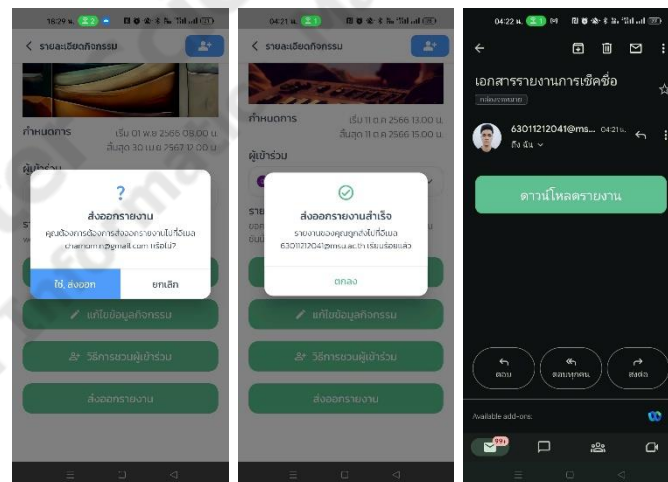 16:29 น.
รายละเอียดกิจกรรม
กำหนดการ
เริ่ม 01 พ.ย 2566 08.00 น.
สิ้นสุด 30 เม.ย 2567 12.00 น.
ผู้เข้าร่วม
?
ส่งออกรายงาน
คุณต้องการต้องการส่งออกรายงานไปที่อีเมล
หรือไม่?
ใช่, ส่งออก
ยกเลิก
แก้ไขข้อมูลกิจกรรม
วิธีการชวนผู้เข้าร่วม
ส่งออกรายงาน
04:21 น.
รายละเอียดกิจกรรม
กำหนดการ
เริ่ม 11 ต.ค 2566 13.00 น.
สิ้นสุด 11 ต.ค 2566 15.00 น.
ผู้เข้าร่วม
ส่งออกรายงานสำเร็จ
รายงานของคุณถูกส่งไปที่อีเมล
63011212041@msu.ac.th เรียบร้อยแล้ว
ตกลง
แก้ไขข้อมูลกิจกรรม
วิธีการชวนผู้เข้าร่วม
ส่งออกรายงาน
04:22 น.
เอกสารรายงานการเช็คชื่อ
กล่องจดหมาย
63011212041@ms... 04:21 น.
ถึง ฉัน
ดาวน์โหลดรายงาน
ตอบ
ตอบทุกคน
ส่งต่อ
Available add-ons:
99+